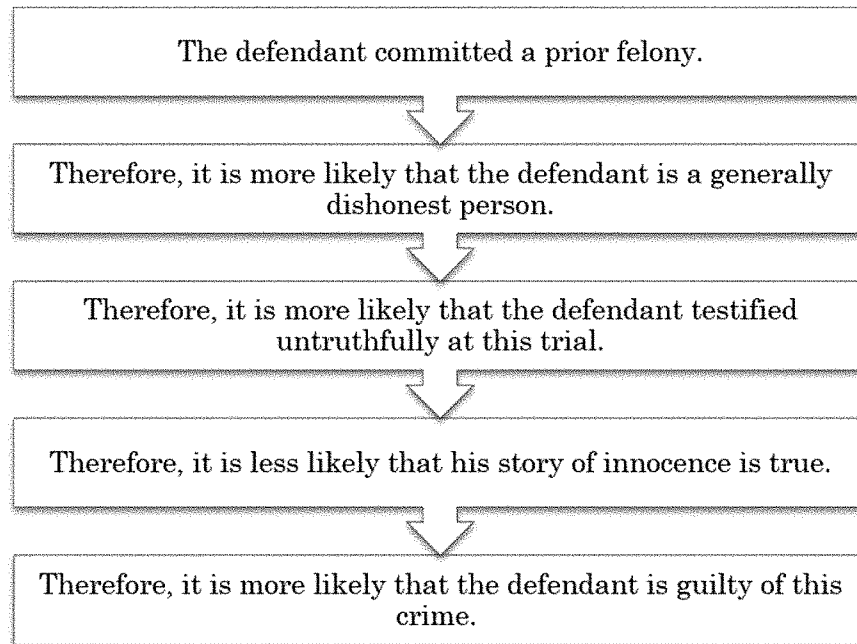 The defendant committed a prior felony.
Therefore, it is more likely that the defendant is a generally
dishonest person.
Therefore, it is more likely that the defendant testified
untruthfully at this trial.
Therefore, it is less likely that his story of innocence is true.
Therefore, it is more likely that the defendant is guilty of this
crime.